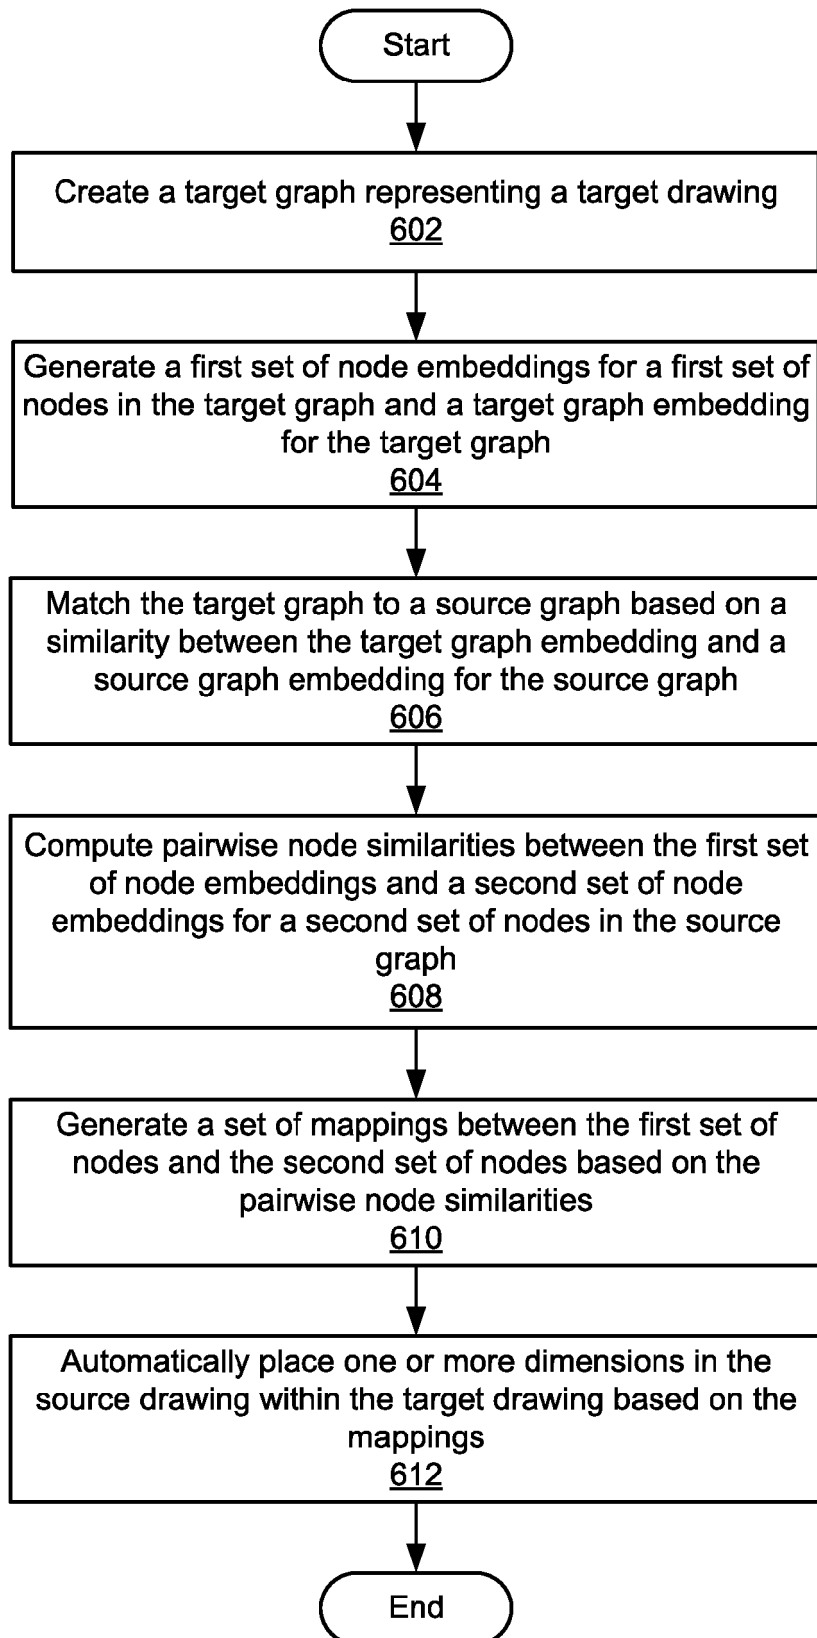 Start
Create a target graph representing a target drawing
602
Generate a first set of node embeddings for a first set of
nodes in the target graph and a target graph embedding
for the target graph
604
Match the target graph to a source graph based on a
similarity between the target graph embedding and a
source graph embedding for the source graph
606
Compute pairwise node similarities between the first set
of node embeddings and a second set of node
embeddings for a second set of nodes in the source
graph
608
Generate a set of mappings between the first set of
nodes and the second set of nodes based on the
pairwise node similarities
610
Automatically place one or more dimensions in the
source drawing within the target drawing based on the
mappings
612
End